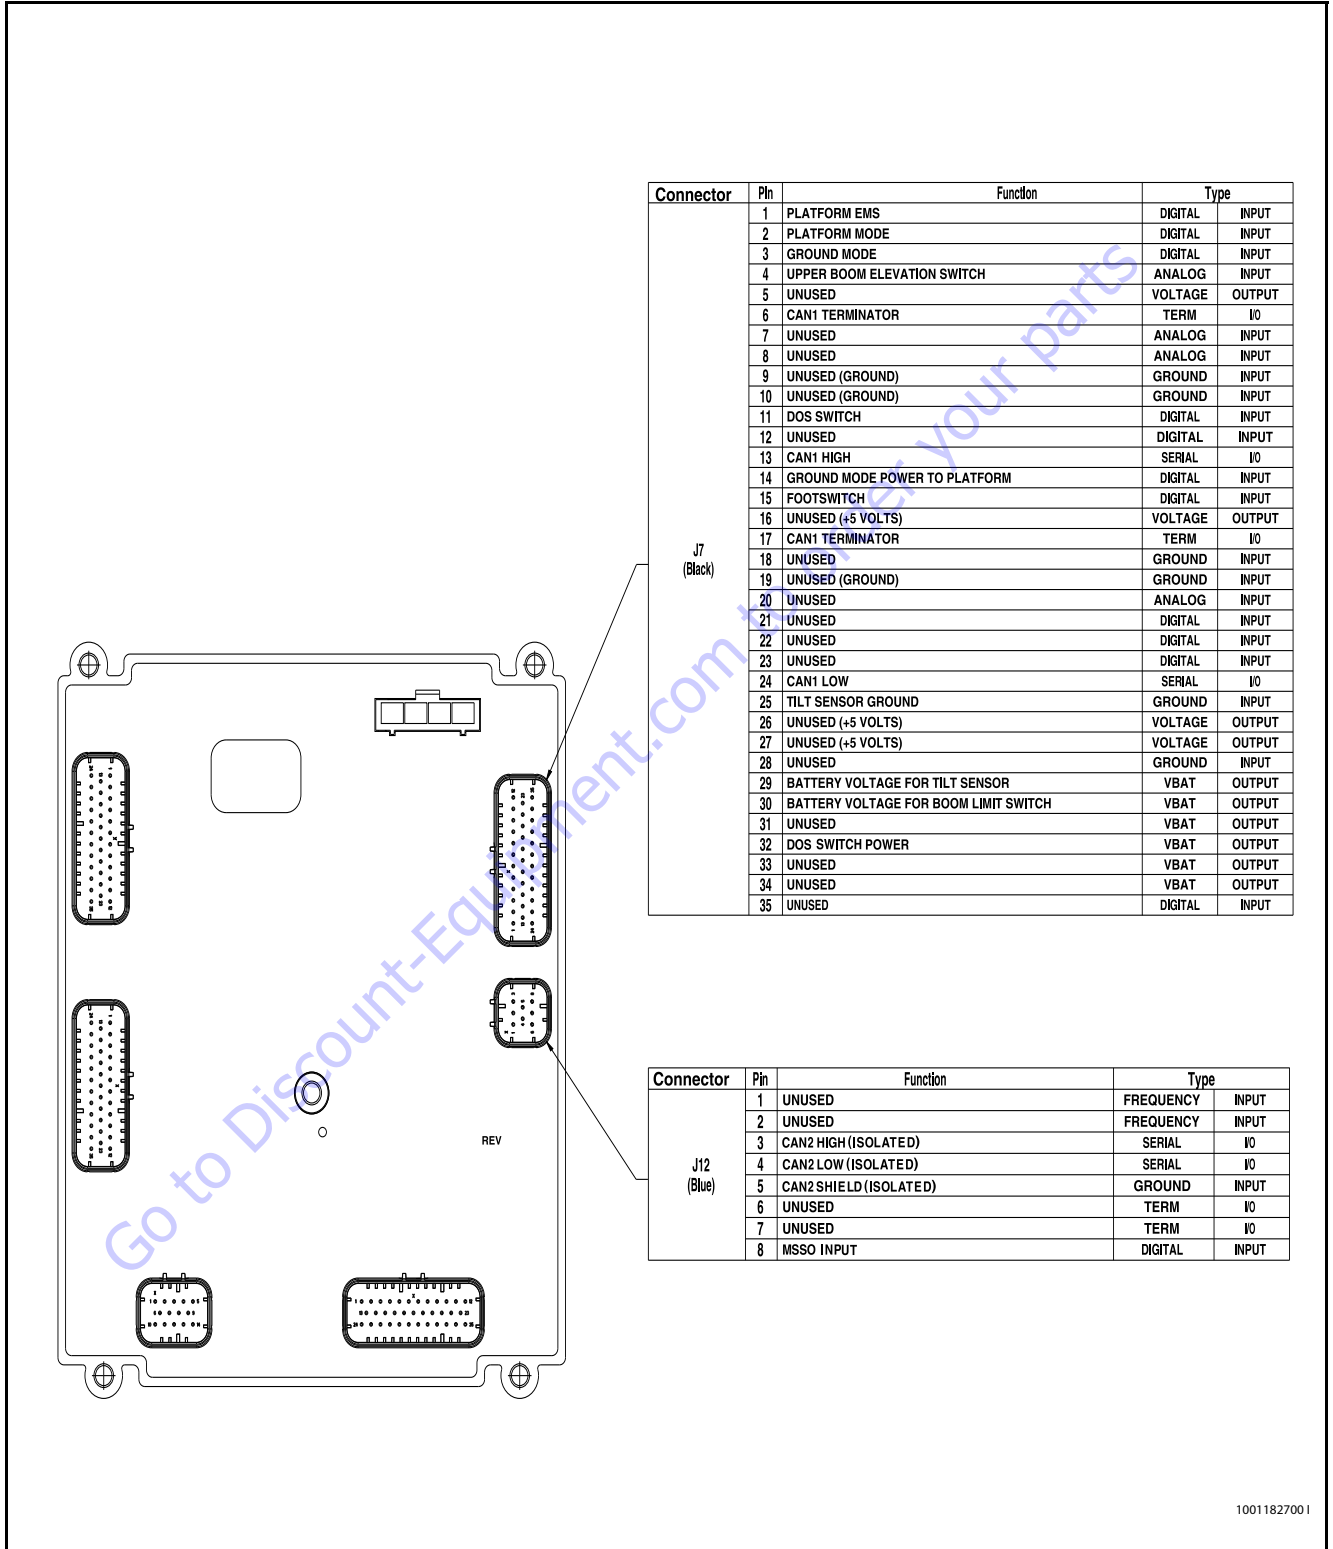 Connector Pin Function Type
1 PLATFORM EMS DIGITAL INPUT
2 PLATFORM MODE DIGITAL INPUT
3 GROUND MODE DIGITAL INPUT
4 UPPER BOOM ELEVATION SWITCH ANALOG INPUT
5 UNUSED VOLTAGE OUTPUT
6 CAN1 TERMINATOR TERM I/O
7 UNUSED ANALOG INPUT
8 UNUSED ANALOG INPUT
9 UNUSED (GROUND) GROUND INPUT
10 UNUSED (GROUND) GROUND INPUT
11 DOS SWITCH DIGITAL INPUT
12 UNUSED DIGITAL INPUT
13 CAN1 HIGH SERIAL I/O
14 GROUND MODE POWER TO PLATFORM DIGITAL INPUT
15 FOOTSWITCH DIGITAL INPUT
16 UNUSED (+5 VOLTS) VOLTAGE OUTPUT
17 CAN1 TERMINATOR TERM I/O
J7
(Black)
18 UNUSED GROUND INPUT
19 UNUSED (GROUND) GROUND INPUT
20 UNUSED ANALOG INPUT
21 UNUSED DIGITAL INPUT
22 UNUSED DIGITAL INPUT
23 UNUSED DIGITAL INPUT
24 CAN1 LOW SERIAL I/O
25 TILT SENSOR GROUND GROUND INPUT
26 UNUSED (+5 VOLTS) VOLTAGE OUTPUT
27 UNUSED (+5 VOLTS) VOLTAGE OUTPUT
28 UNUSED GROUND INPUT
29 BATTERY VOLTAGE FOR TILT SENSOR VBAT OUTPUT
30 BATTERY VOLTAGE FOR BOOM LIMIT SWITCH VBAT OUTPUT
31 UNUSED VBAT OUTPUT
32 DOS SWITCH POWER VBAT OUTPUT
33 UNUSED VBAT OUTPUT
34 UNUSED VBAT OUTPUT
35 UNUSED DIGITAL INPUT
Connector Pin Function Type
1 UNUSED FREQUENCY INPUT
2 UNUSED FREQUENCY INPUT
3 CAN2 HIGH (ISOLATED) SERIAL I/O
J12
(Blue)
4 CAN2 LOW (ISOLATED) SERIAL I/O
5 CAN2 SHIELD (ISOLATED) GROUND INPUT
6 UNUSED TERM I/O
7 UNUSED TERM I/O
8 MSSO INPUT DIGITAL INPUT
REV
Go to Discount-Equipment.com to order your parts
1001182700 I